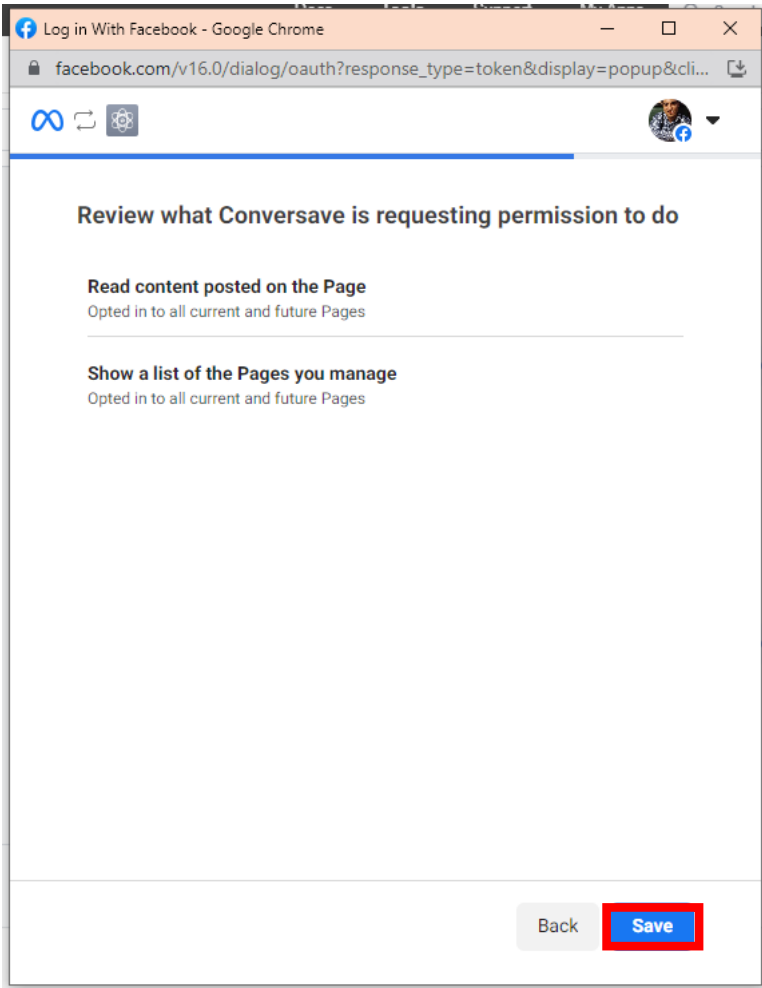 Log in With Facebook - Google Chrome
facebook.com/v16.0/dialog/oauth?response_type=token&display=popup&cli...
Review what Conversave is requesting permission to do
Read content posted on the Page
Opted in to all current and future Pages
Show a list of the Pages you manage
Opted in to all current and future Pages
Back Save